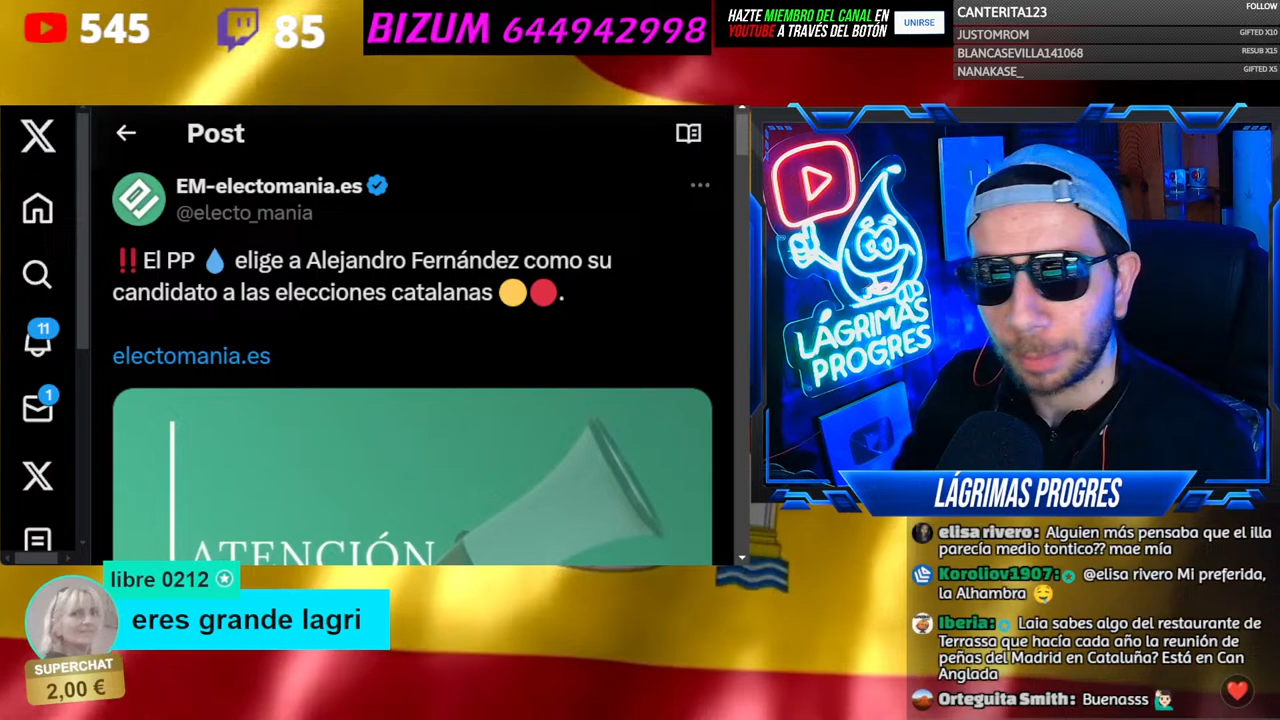 545
85
BIZUM 644942998
HAZTE MIEMBRO DEL CANAL EN
YOUTUBE A TRAVÉS DEL BOTÓN
UNIRSE
CANTERITA123 FOLLOW
JUSTOMROM GIFTED X10
BLANCASEVILLA141068 RESUB X15
NANAKASE_ GIFTED X5
Post
EM-electomania.es
@electo_mania
‼️El PP 💧 elige a Alejandro Fernández como su
candidato a las elecciones catalanas 🟡🔴.
electomania.es
ATENCIÓN
11
1
LÁGRIMAS
PROGRES
LÁGRIMAS PROGRES
libre 0212
eres grande lagri
SUPERCHAT
2,00 €
elisa rivero: Alguien más pensaba que el illa
parecía medio tontico?? mae mía
Koroliov1907: @elisa rivero Mi preferida,
la Alhambra 🤤
Iberia: Laia sabes algo del restaurante de
Terrassa que hacía cada año la reunión de
peñas del Madrid en Cataluña? Está en Can
Anglada
Orteguita Smith: Buenasss 🙋🏻‍♂️